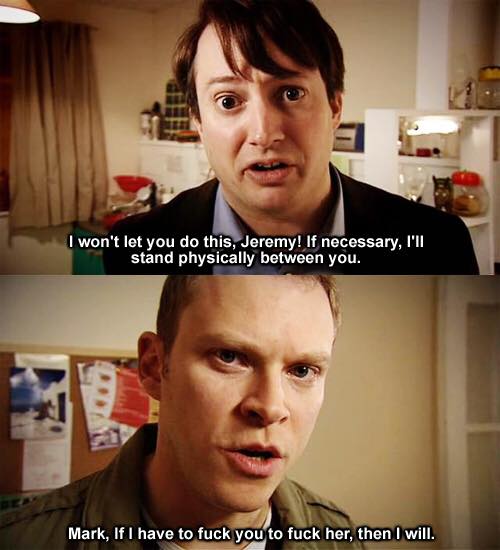 I won't let you do this, Jeremy! If necessary, I'll
stand physically between you.
Mark, If I have to fuck you to fuck her, then I will.